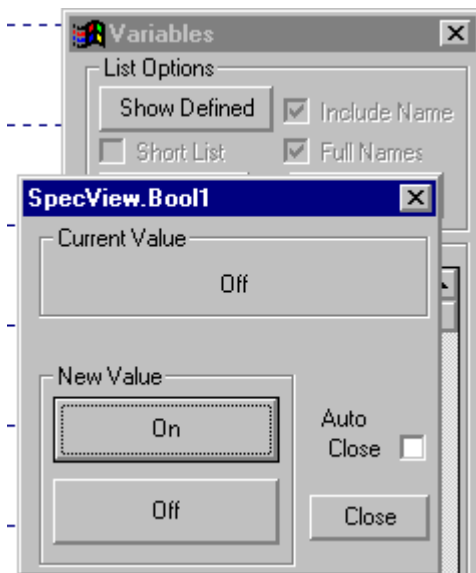 Variables
List Options
Show Defined
Include Name
Short List
Full Names
SpecView.Bool1
Current Value
Off
New Value
On
Auto
Close
Off
Close